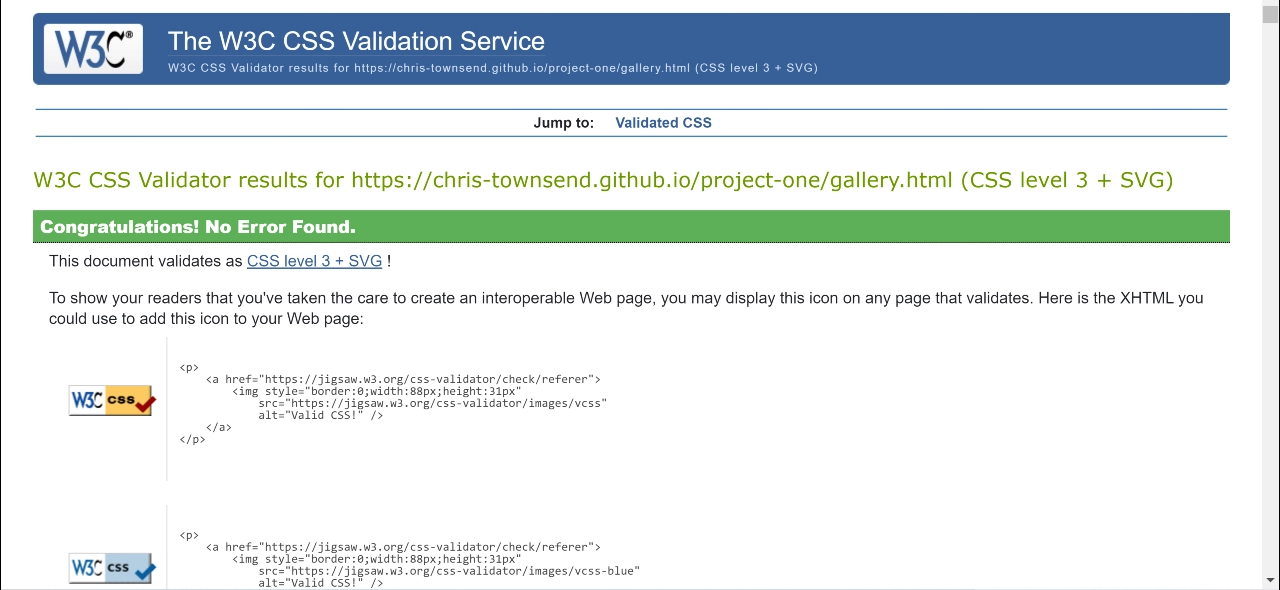 W3C®
The W3C CSS Validation Service
W3C CSS Validator results for https://chris-townsend.github.io/project-one/gallery.html (CSS level 3 + SVG)
Jump to: Validated CSS
W3C CSS Validator results for https://chris-townsend.github.io/project-one/gallery.html (CSS level 3 + SVG)
Congratulations! No Error Found.
This document validates as CSS level 3 + SVG !
To show your readers that you've taken the care to create an interoperable Web page, you may display this icon on any page that validates. Here is the XHTML you
could use to add this icon to your Web page:
W3C css
<p>
<a href="https://jigsaw.w3.org/css-validator/check/referer">
<img style="border:0;width:88px;height:31px"
src="https://jigsaw.w3.org/css-validator/images/vcss"
alt="Valid CSS!" />
</a>
</p>
W3C css
<p>
<a href="https://jigsaw.w3.org/css-validator/check/referer">
<img style="border:0;width:88px;height:31px"
src="https://jigsaw.w3.org/css-validator/images/vcss-blue"
alt="Valid CSS!" />